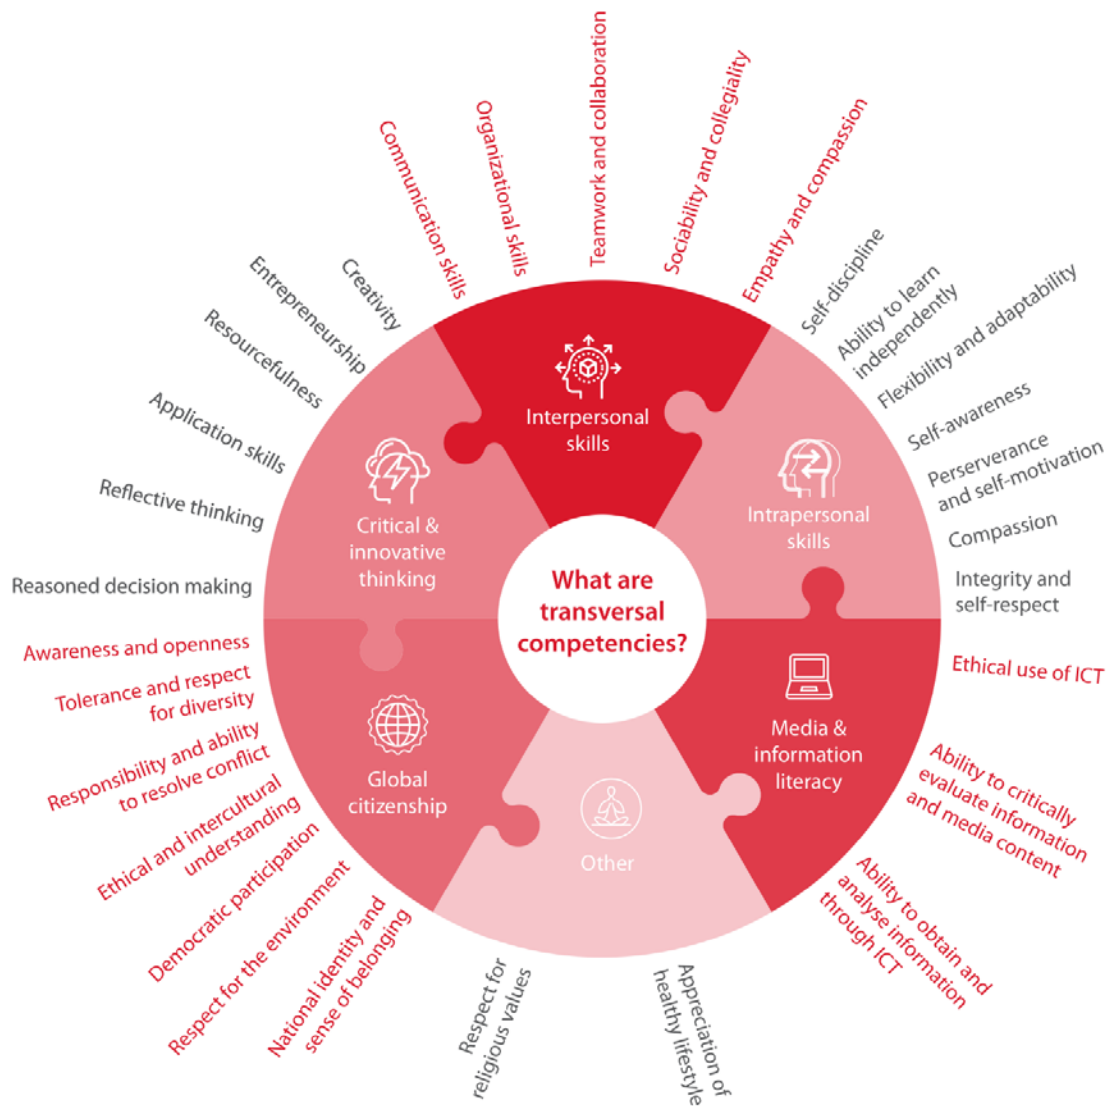 What are
transversal
competencies?
Interpersonal
skills
Communication skills
Organizational skills
Teamwork and collaboration
Sociability and collegiality
Empathy and compassion
Intrapersonal
skills
Self-discipline
Ability to learn
independently
Flexibility and adaptability
Self-awareness
Perserverance
and self-motivation
Compassion
Integrity and
self-respect
Media &
information
literacy
Ethical use of ICT
Ability to critically
evaluate information
and media content
Ability to obtain and
analyse information
through ICT
Other
Appreciation of
healthy lifestyle
Respect for
religious values
Global
citizenship
National identity and
sense of belonging
Respect for the environment
Democratic participation
Ethical and intercultural
understanding
Responsibility and ability
to resolve conflict
Tolerance and respect
for diversity
Awareness and openness
Critical &
innovative
thinking
Reasoned decision making
Reflective thinking
Application skills
Resourcefulness
Entrepreneurship
Creativity